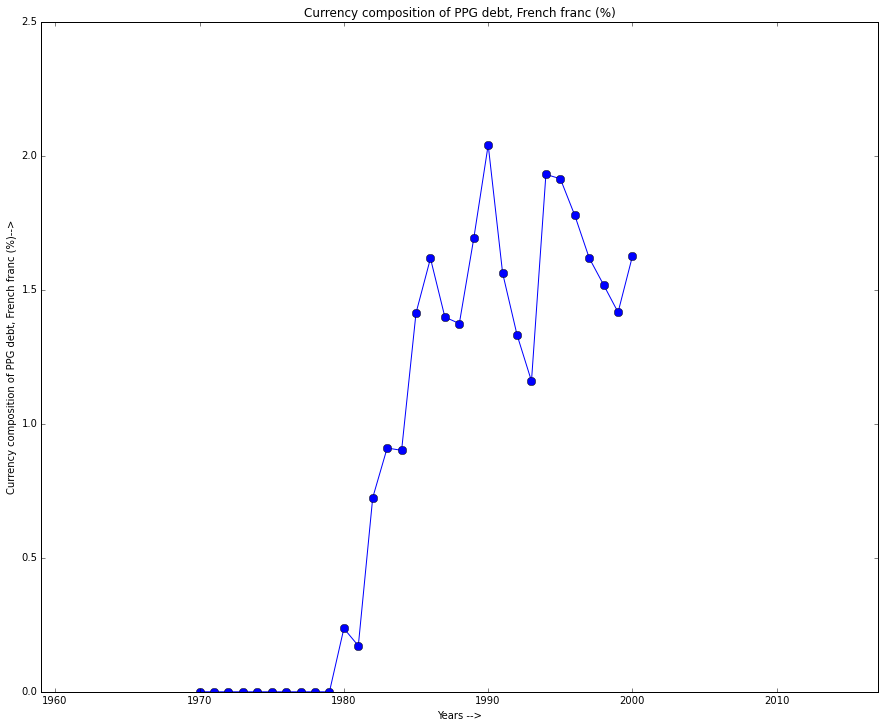 Currency composition of PPG debt, French franc (%)
2.5
2.0
1.5
1.0
0.5
0.0
Currency composition of PPG debt, French franc (%)-->
1960 1970 1980 1990 2000 2010
Years -->